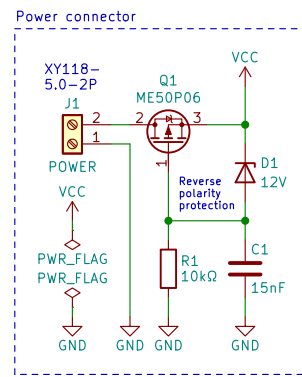 Power connector
XY118-
5.0-2P
J1
2
1
POWER
Q1
ME50P06
2
3
1
VCC
D1
12V
Reverse
polarity
protection
VCC
PWR_FLAG
PWR_FLAG
R1
10kΩ
C1
15nF
GND
GND
GND
GND